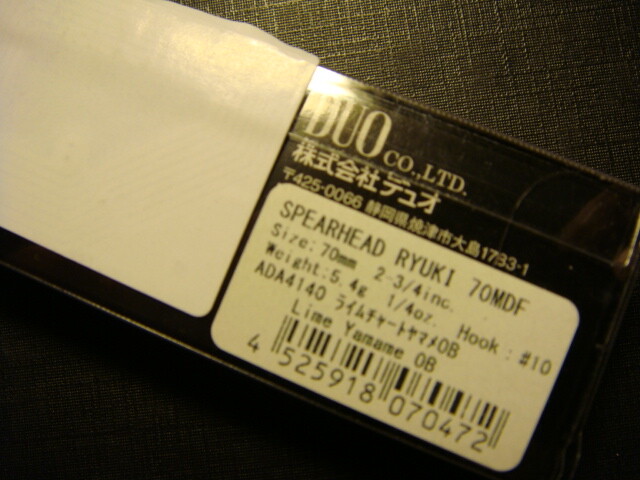 DUO CO.,LTD.
株式会社デュオ
〒425-0066 静岡県焼津市大島1783-1
SPEARHEAD RYUKI 70MDF
Size:70mm 2-3/4inc.
Weight:5.4g 1/4oz. Hook:#10
ADA4140 ライムチャートヤマメOB
Lime Yamame OB
4 525918 070472